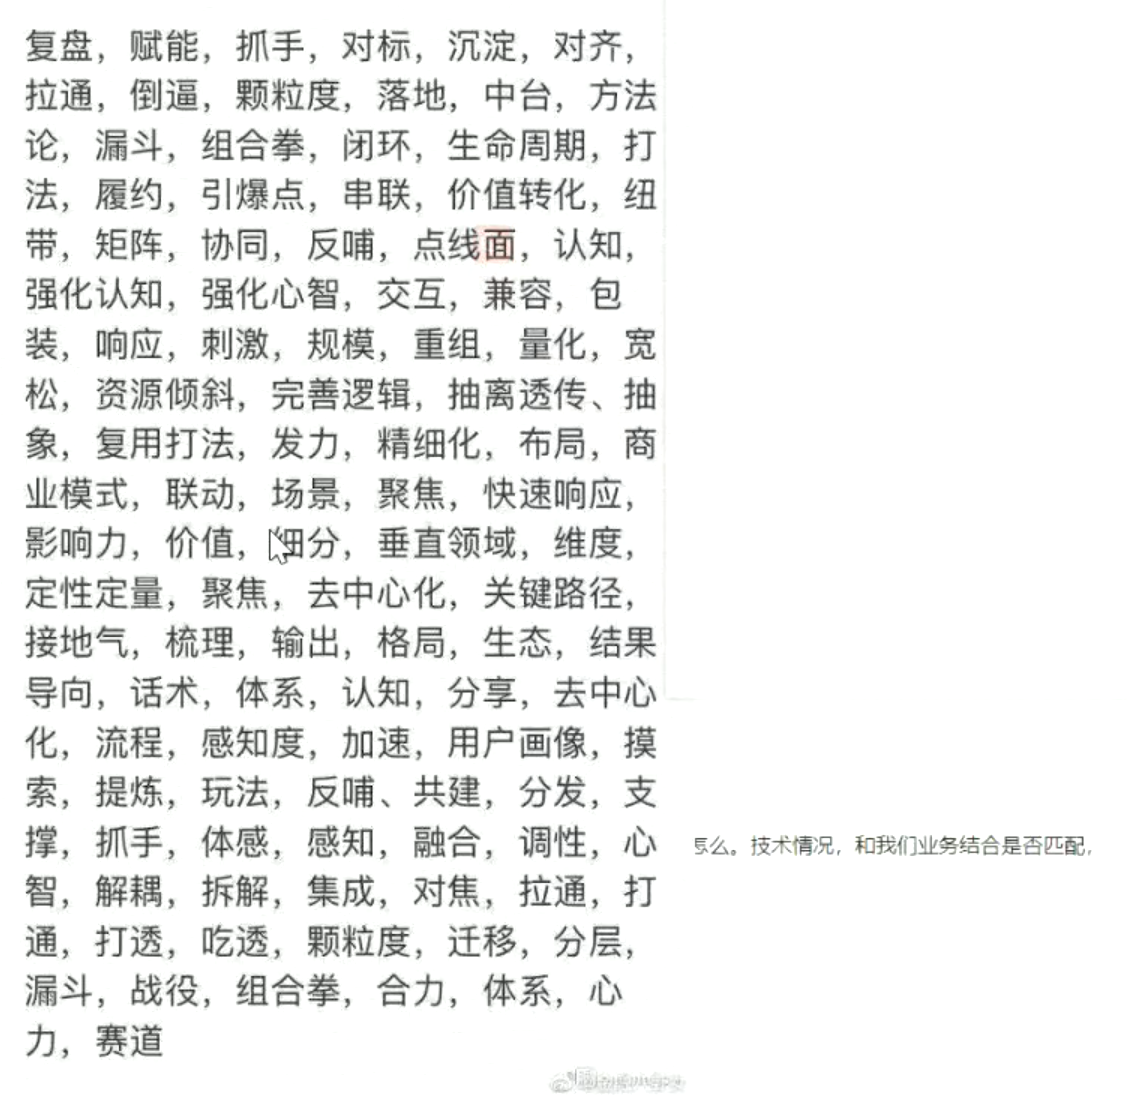 复盘，赋能，抓手，对标，沉淀，对齐，
拉通，倒逼，颗粒度，落地，中台，方法
论，漏斗，组合拳，闭环，生命周期，打
法，履约，引爆点，串联，价值转化，纽
带，矩阵，协同，反哺，点线面，认知，
强化认知，强化心智，交互，兼容，包
装，响应，刺激，规模，重组，量化，宽
松，资源倾斜，完善逻辑，抽离透传、抽
象，复用打法，发力，精细化，布局，商
业模式，联动，场景，聚焦，快速响应，
影响力，价值，细分，垂直领域，维度，
定性定量，聚焦，去中心化，关键路径，
接地气，梳理，输出，格局，生态，结果
导向，话术，体系，认知，分享，去中心
化，流程，感知度，加速，用户画像，摸
索，提炼，玩法，反哺、共建，分发，支
撑，抓手，体感，感知，融合，调性，心
智，解耦，拆解，集成，对焦，拉通，打
通，打透，吃透，颗粒度，迁移，分层，
漏斗，战役，组合拳，合力，体系，心
力，赛道
怎么。技术情况，和我们业务结合是否匹配，